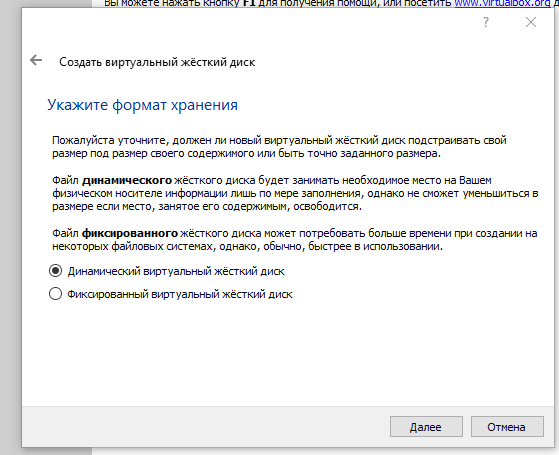 Вы можете нажать кнопку F1 для получения помощи, или посетить www.virtualbox.org д
?
Создать виртуальный жёсткий диск
Укажите формат хранения
Пожалуйста уточните, должен ли новый виртуальный жёсткий диск подстраивать свой
размер под размер своего содержимого или быть точно заданного размера.
Файл динамического жёсткого диска будет занимать необходимое место на Вашем
физическом носителе информации лишь по мере заполнения, однако не сможет уменьшиться в
размере если место, занятое его содержимым, освободится.
Файл фиксированного жёсткого диска может потребовать больше времени при создании на
некоторых файловых системах, однако, обычно, быстрее в использовании.
Динамический виртуальный жёсткий диск
Фиксированный виртуальный жёсткий диск
Далее Отмена